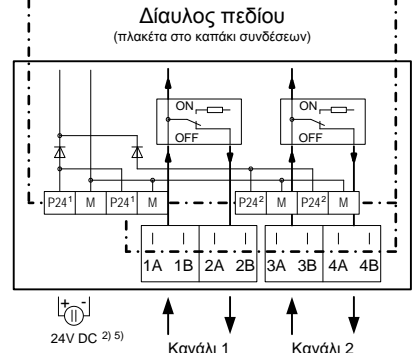 Δίαυλος πεδίου
(πλακέτα στο καπάκι συνδέσεων)
ON ON
OFF OFF
P24¹ M P24¹ M P24² M P24² M
1A 1B 2A 2B 3A 3B 4A 4B
+ -
24V DC ²⁾ ⁵⁾
Κανάλι 1 Κανάλι 2